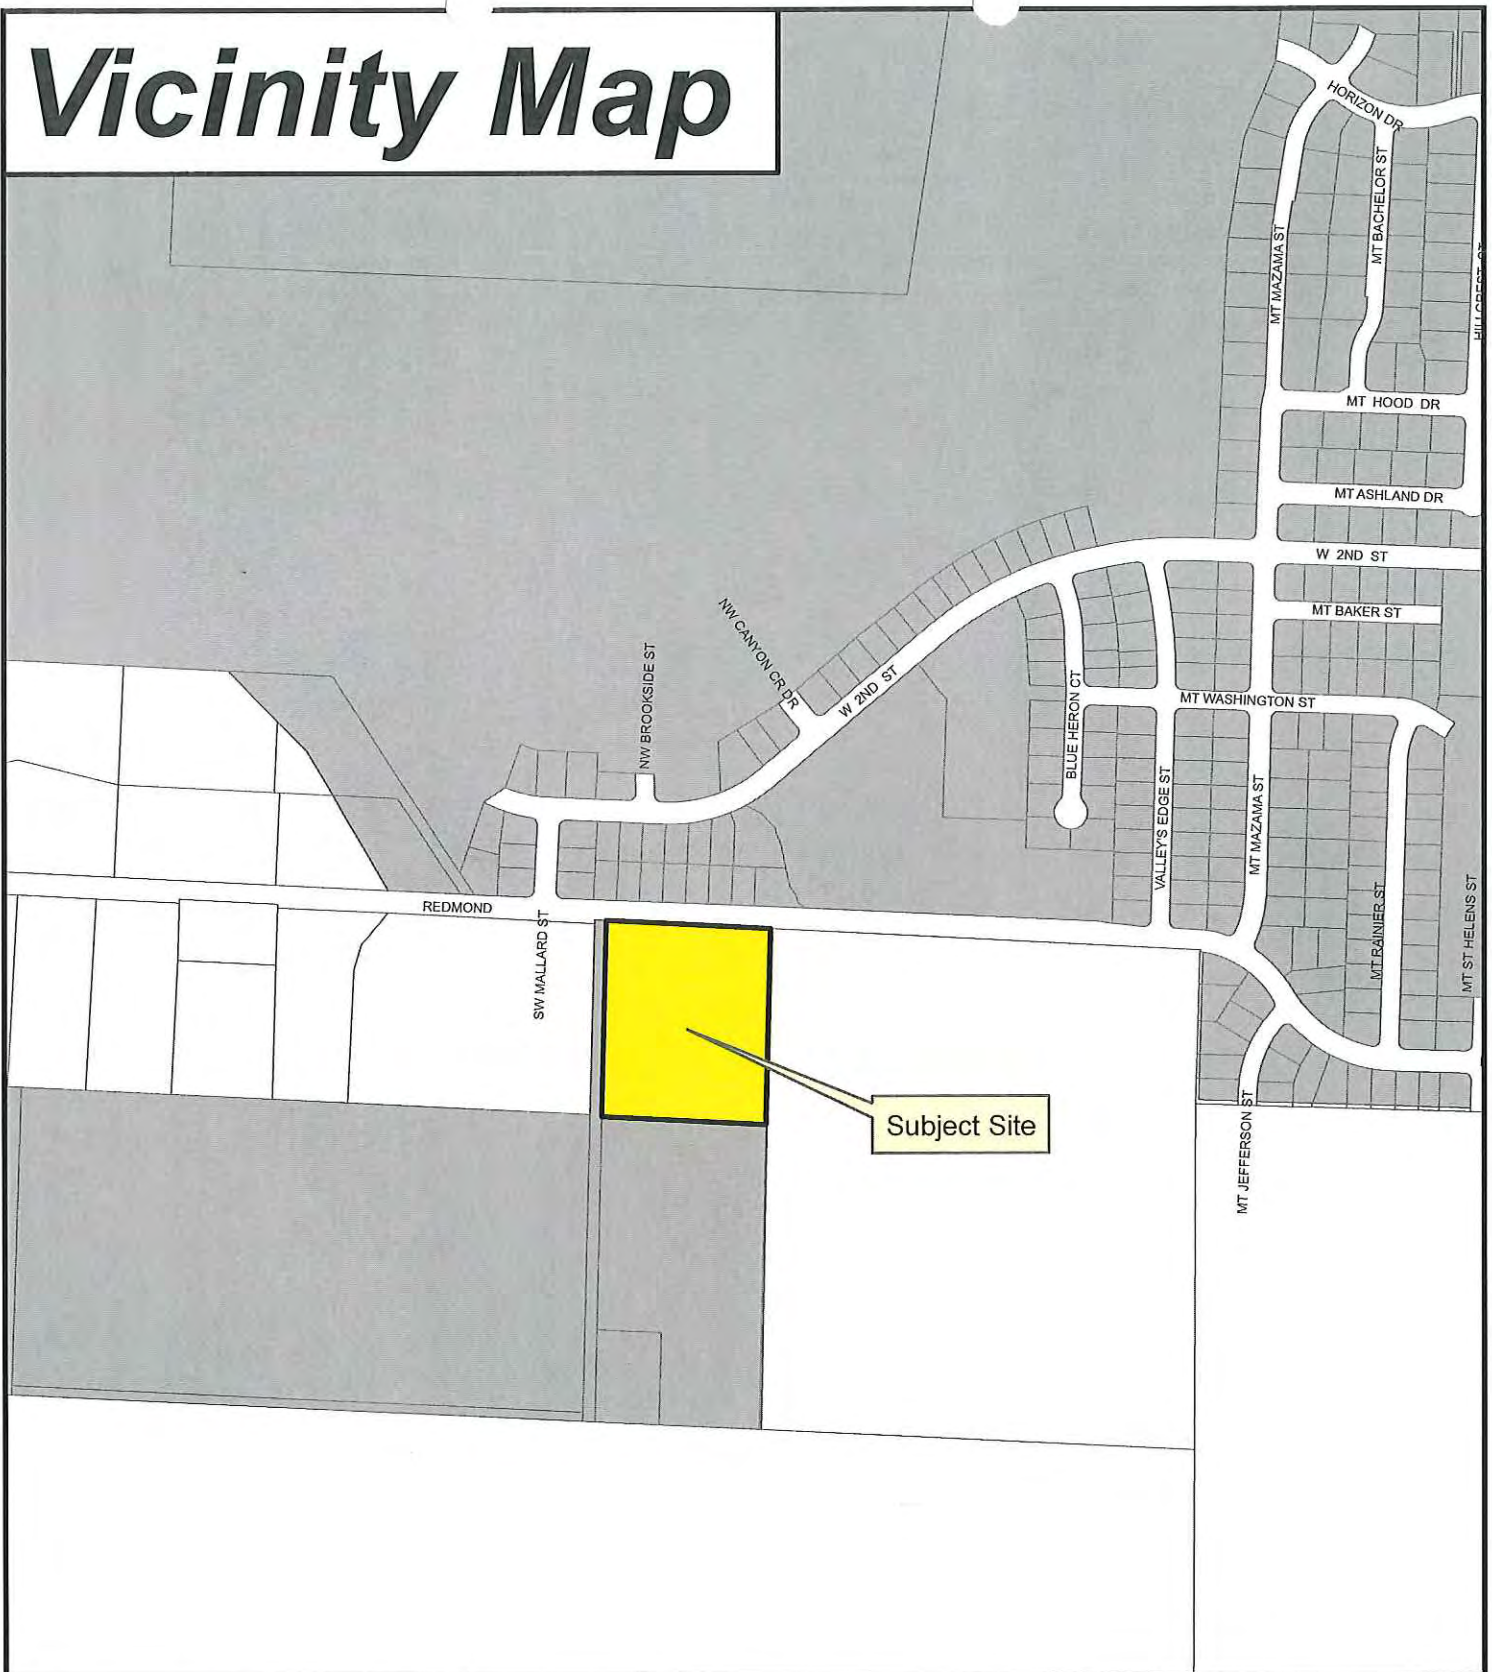 Vicinity Map
HORIZON DR
MT BACHELOR ST
MT MAZAMA ST
HILLCREST ST
MT HOOD DR
MT ASHLAND DR
W 2ND ST
MT BAKER ST
NW CANYON CR DR
NW BROOKSIDE ST
W 2ND ST
BLUE HERON CT
MT WASHINGTON ST
VALLEY'S EDGE ST
MT MAZAMA ST
REDMOND
SW MALLARD ST
MT RAINIER ST
MT ST HELENS ST
Subject Site
MT JEFFERSON ST